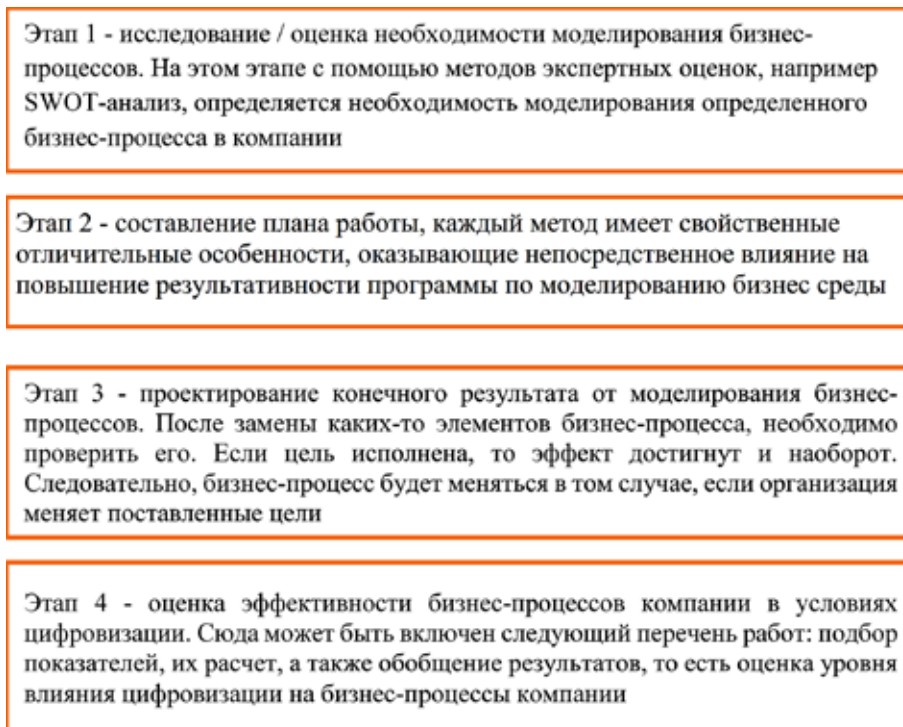 Этап 1 - исследование / оценка необходимости моделирования бизнес-
процессов. На этом этапе с помощью методов экспертных оценок, например
SWOT-анализ, определяется необходимость моделирования определенного
бизнес-процесса в компании
Этап 2 - составление плана работы, каждый метод имеет свойственные
отличительные особенности, оказывающие непосредственное влияние на
повышение результативности программы по моделированию бизнес среды
Этап 3 - проектирование конечного результата от моделирования бизнес-
процессов. После замены каких-то элементов бизнес-процесса, необходимо
проверить его. Если цель исполнена, то эффект достигнут и наоборот.
Следовательно, бизнес-процесс будет меняться в том случае, если организация
меняет поставленные цели
Этап 4 - оценка эффективности бизнес-процессов компании в условиях
цифровизации. Сюда может быть включен следующий перечень работ: подбор
показателей, их расчет, а также обобщение результатов, то есть оценка уровня
влияния цифровизации на бизнес-процессы компании